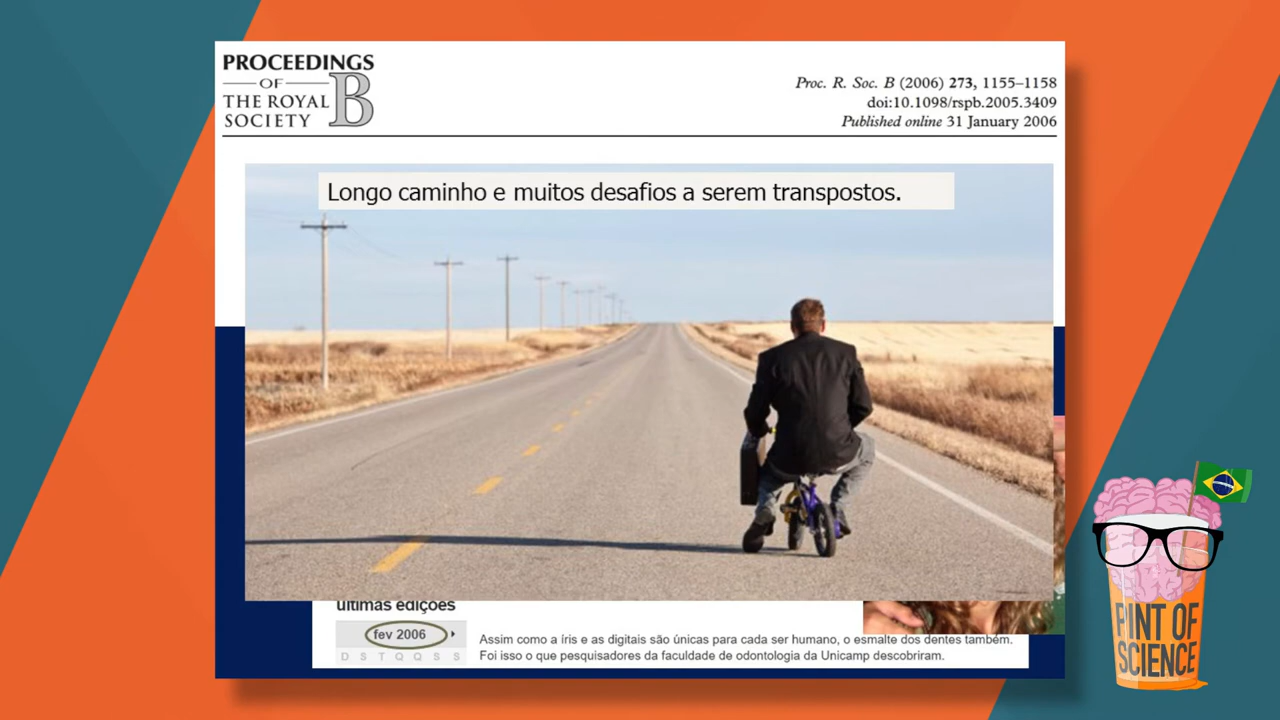 PROCEEDINGS
OF
THE ROYAL
SOCIETY
B
Proc. R. Soc. B (2006) 273, 1155–1158
doi:10.1098/rspb.2005.3409
Published online 31 January 2006
Longo caminho e muitos desafios a serem transpostos.
últimas edições
fev 2006
D S T Q Q S S
Assim como a íris e as digitais são únicas para cada ser humano, o esmalte dos dentes também.
Foi isso o que pesquisadores da faculdade de odontologia da Unicamp descobriram.
PINT OF
SCIENCE